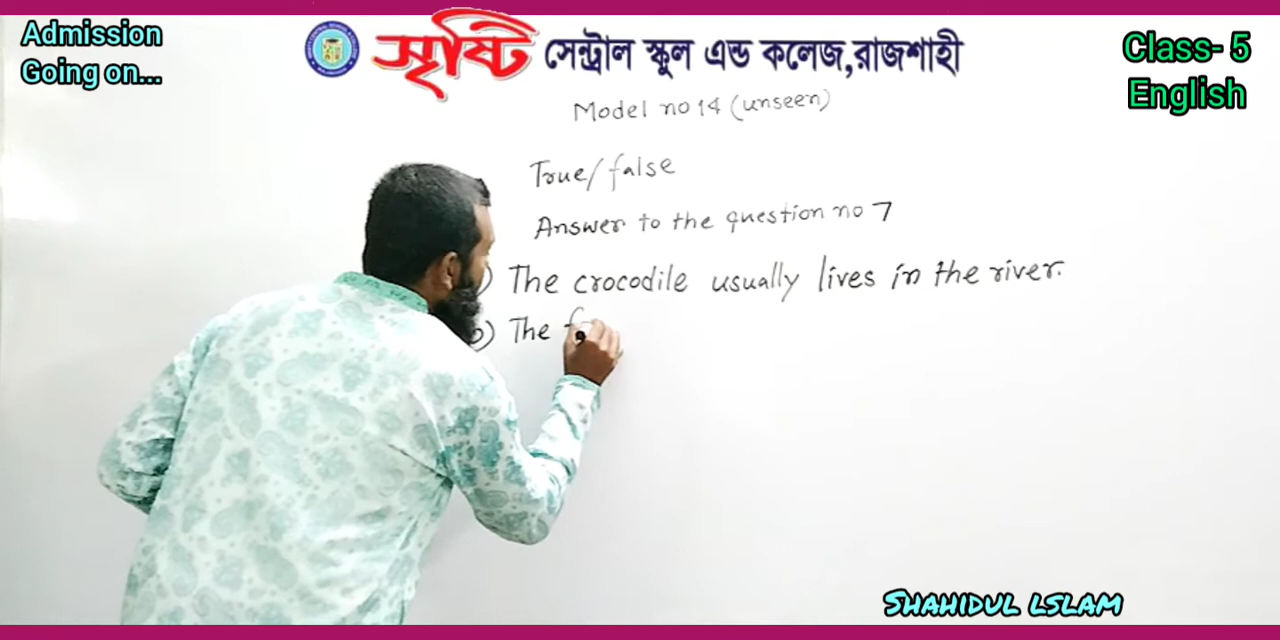 Admission
Going on...
সৃষ্টি সেন্ট্রাল স্কুল এন্ড কলেজ,রাজশাহী
Class- 5
English
Model no 14 (unseen)
True/false
Answer to the question no 7
) The crocodile usually lives in the river.
b) The
SHAHIDUL lSLAM